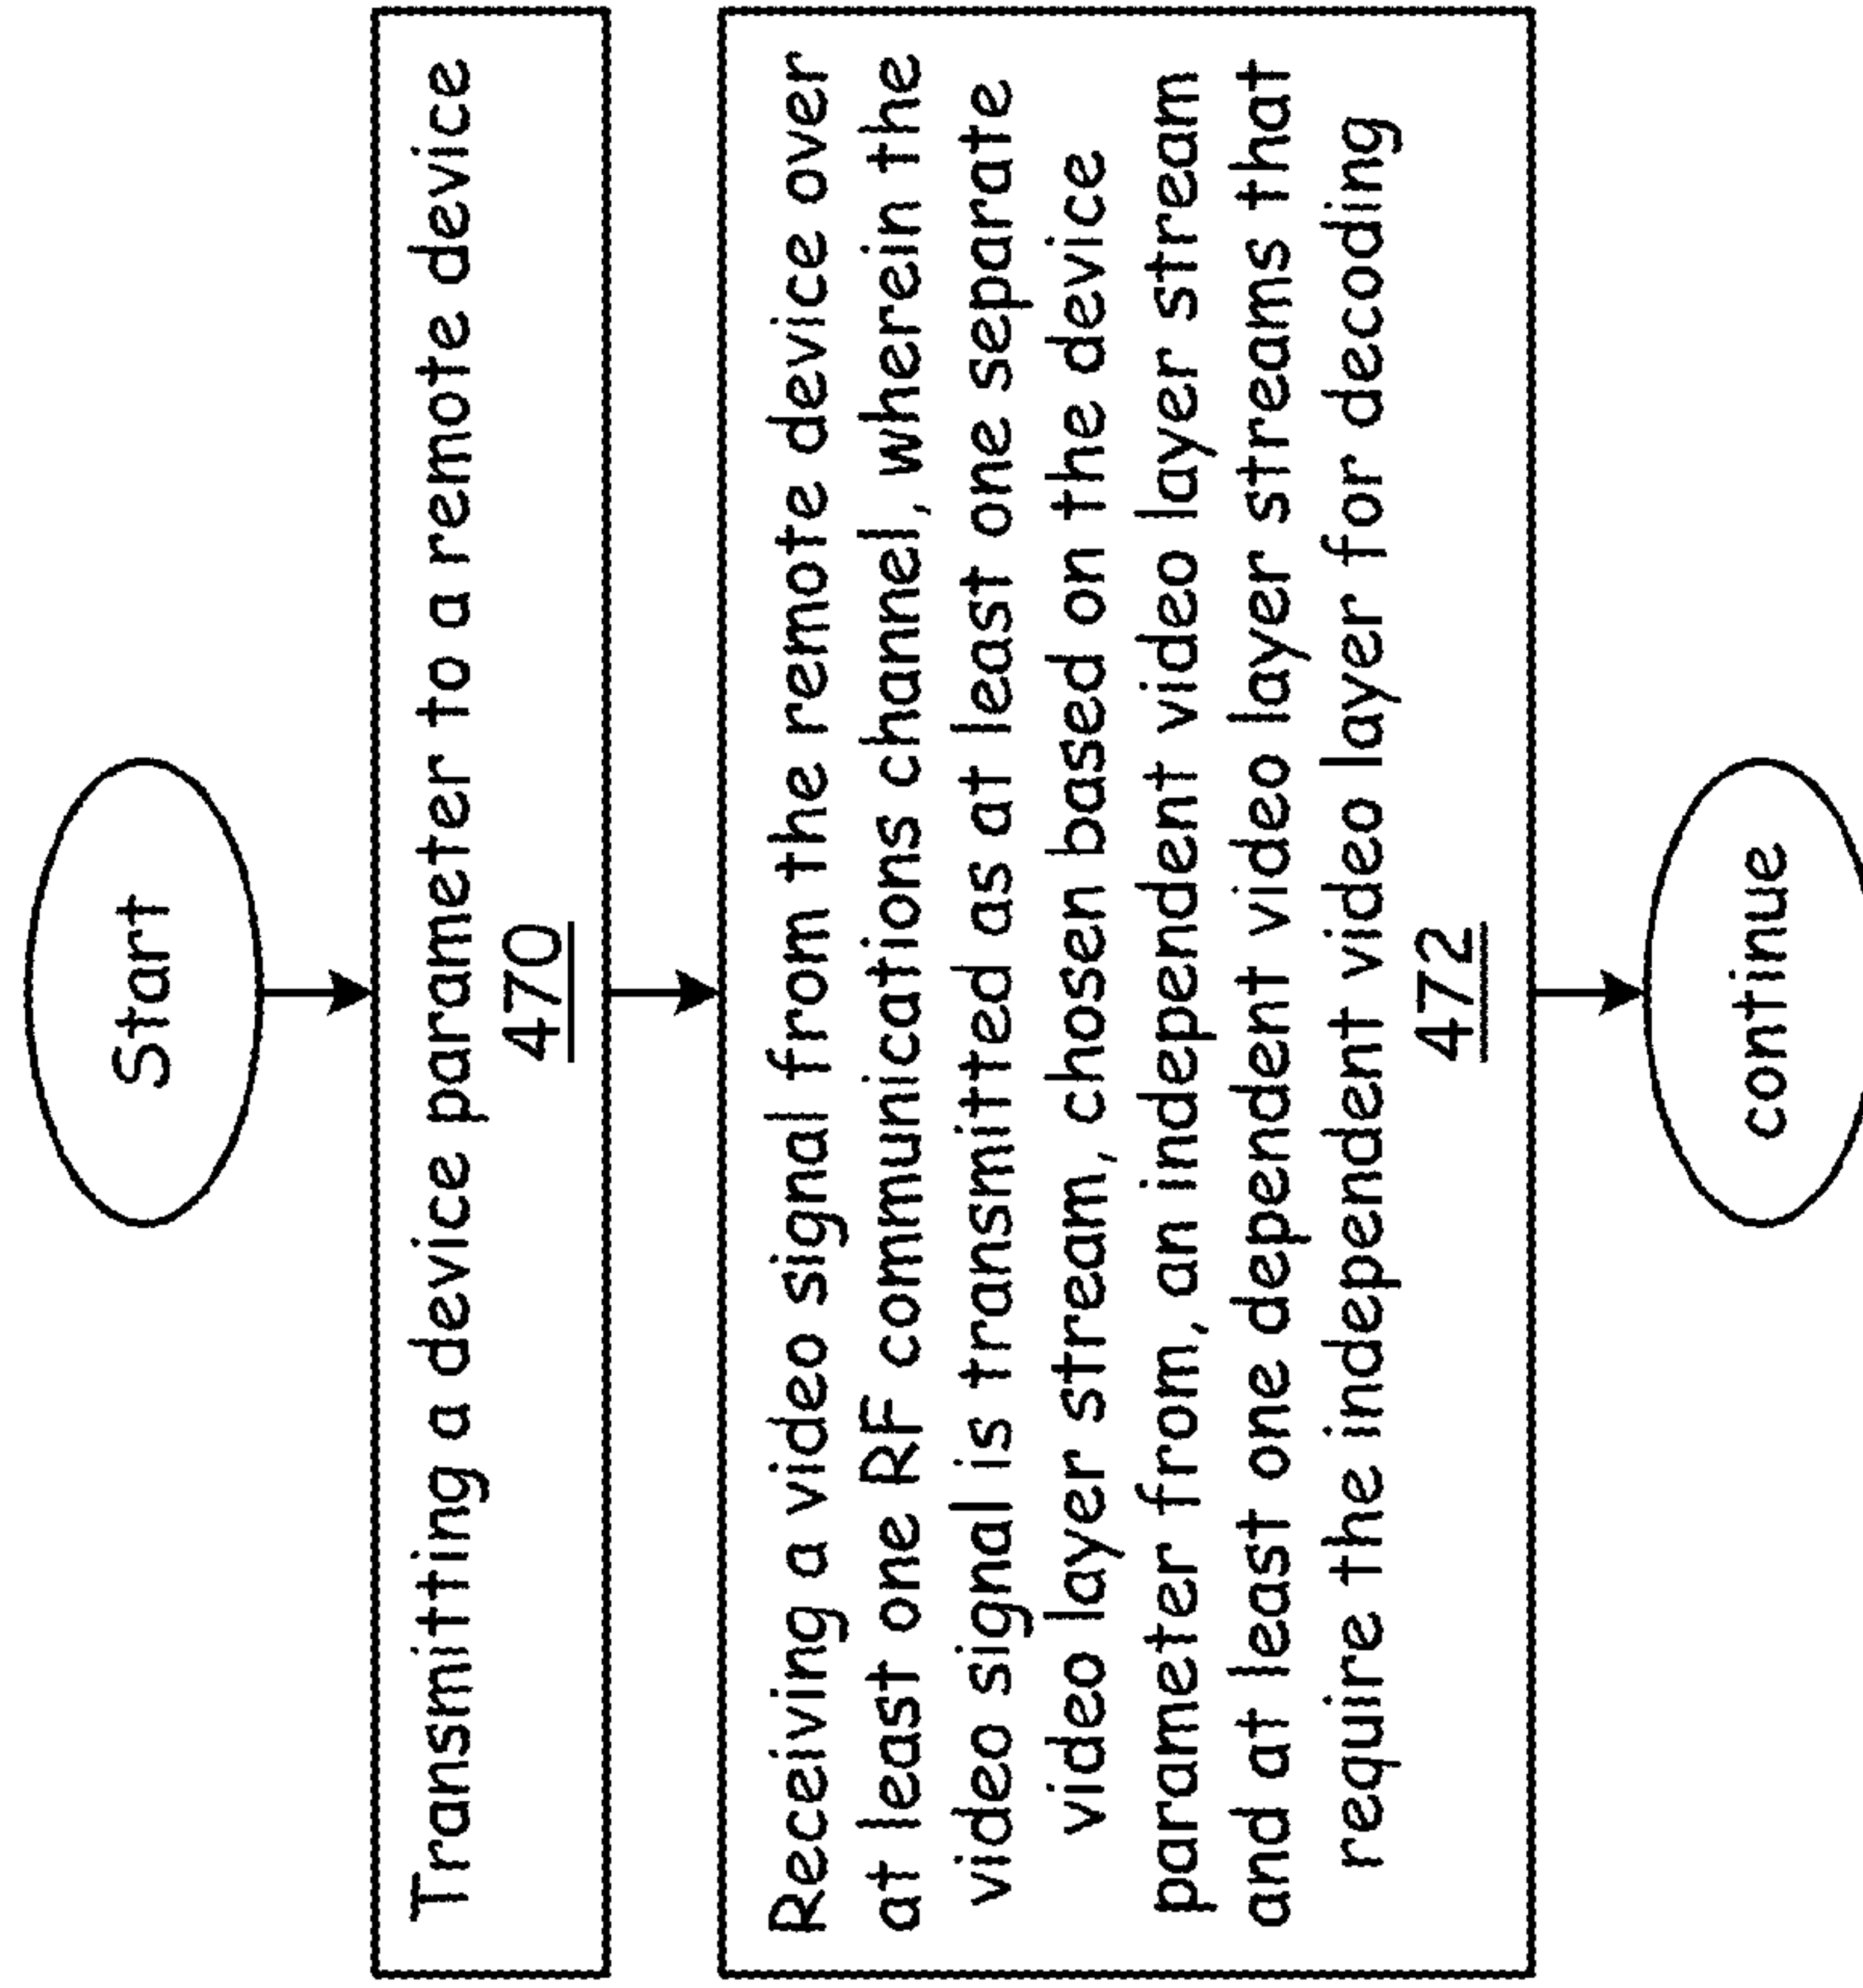 Start
Transmitting a device parameter to a remote device
470
Receiving a video signal from the remote device over
at least one RF communications channel, wherein the
video signal is transmitted as at least one separate
video layer stream, chosen based on the device
parameter from, an independent video layer stream
and at least one dependent video layer streams that
require the independent video layer for decoding
472
continue